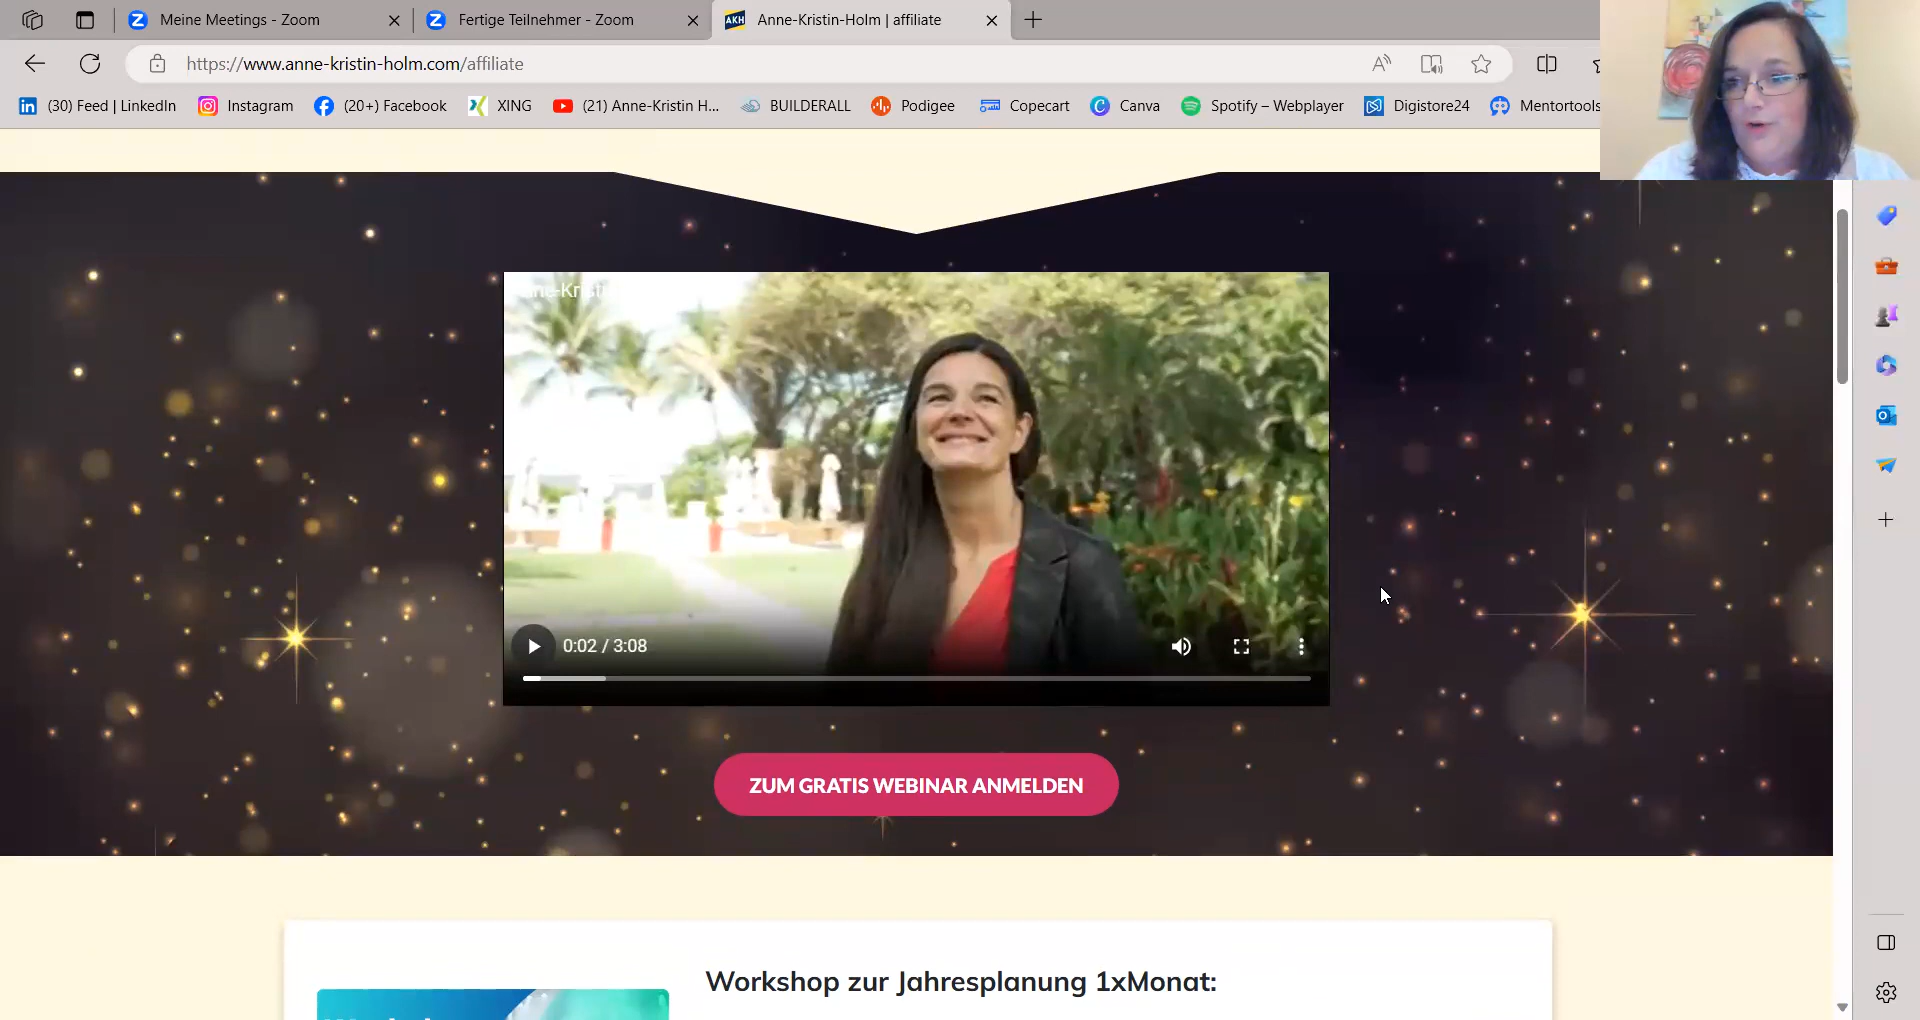 Meine Meetings - Zoom
Fertige Teilnehmer - Zoom
AKH
Anne-Kristin-Holm | affiliate
https://www.anne-kristin-holm.com/affiliate
(30) Feed | LinkedIn
Instagram
(20+) Facebook
XING
(21) Anne-Kristin H...
BUILDERALL
Podigee
Copecart
Canva
Spotify – Webplayer
Digistore24
Mentortools
0:02 / 3:08
ZUM GRATIS WEBINAR ANMELDEN
Workshop zur Jahresplanung 1xMonat: